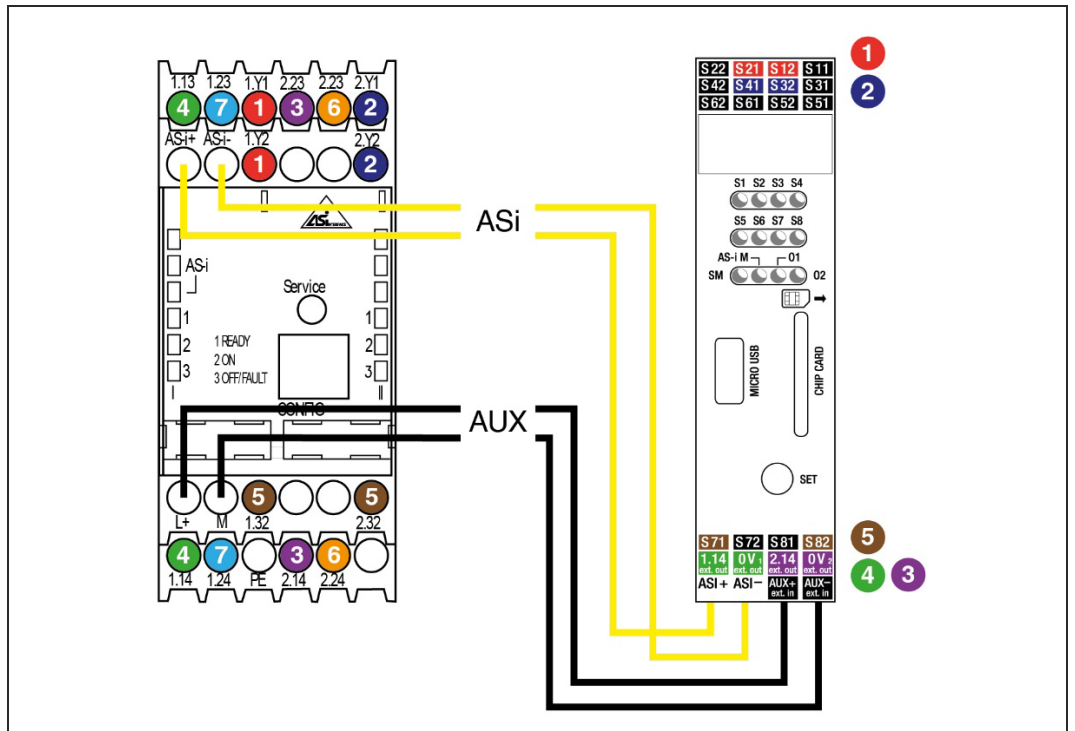 1.13 1.23 1.Y1 2.23 2.23 2.Y1
4 7 1 3 6 2
AS-i+ AS-i- 1.Y2 2.Y2
1 2
ASi
AS-i
Service
1 1
2 1 READY 2
2 ON
3 3 OFF/FAULT 3
I II
CONFIG
5 5
L+ M 1.32 2.32
4 7 3 6
1.14 1.24 PE 2.14 2.24
ASi
AUX
S22 S21 S12 S11
S42 S41 S32 S31
S62 S61 S52 S51
1
2
S1 S2 S3 S4
S5 S6 S7 S8
AS-i M O1
SM O2
MICRO USB
CHIP CARD
SET
S71 S72 S81 S82
1.14 0V1 2.14 0V2
ext. out ext. out ext. out ext. out
ASI+ ASI- AUX+ AUX-
ext. in ext. in
5
4 3